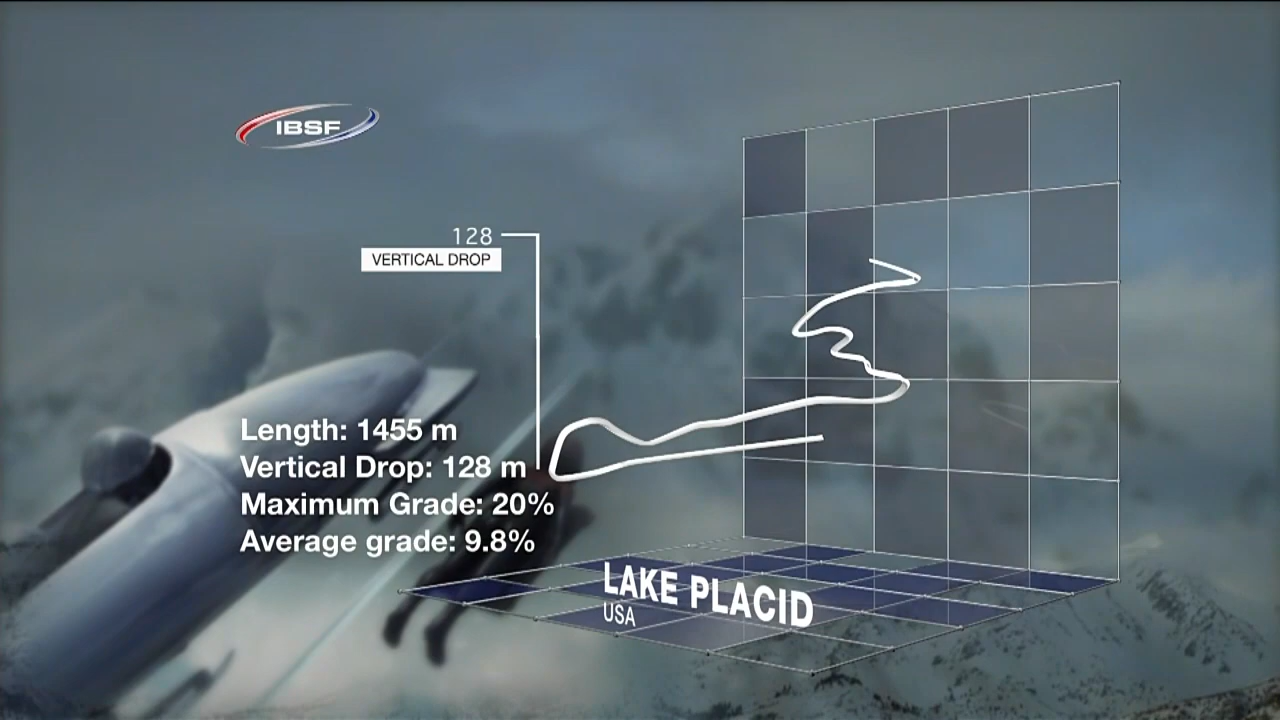 IBSF
128
VERTICAL DROP
Length: 1455 m
Vertical Drop: 128 m
Maximum Grade: 20%
Average grade: 9.8%
LAKE PLACID
USA